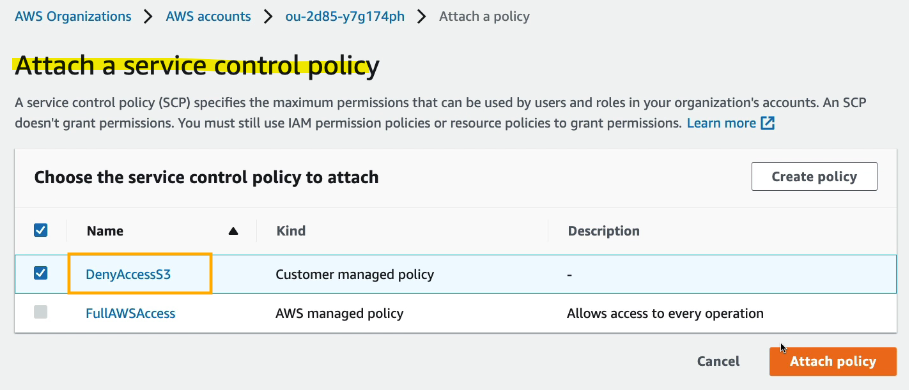 AWS Organizations > AWS accounts > ou-2d85-y7g174ph > Attach a policy
Attach a service control policy
A service control policy (SCP) specifies the maximum permissions that can be used by users and roles in your organization's accounts. An SCP
doesn't grant permissions. You must still use IAM permission policies or resource policies to grant permissions. Learn more
Choose the service control policy to attach
Create policy
Name Kind Description
DenyAccessS3 Customer managed policy -
FullAWSAccess AWS managed policy Allows access to every operation
Cancel Attach policy